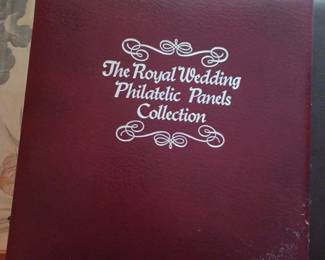 The Royal Wedding
Philatelic Panels
Collection